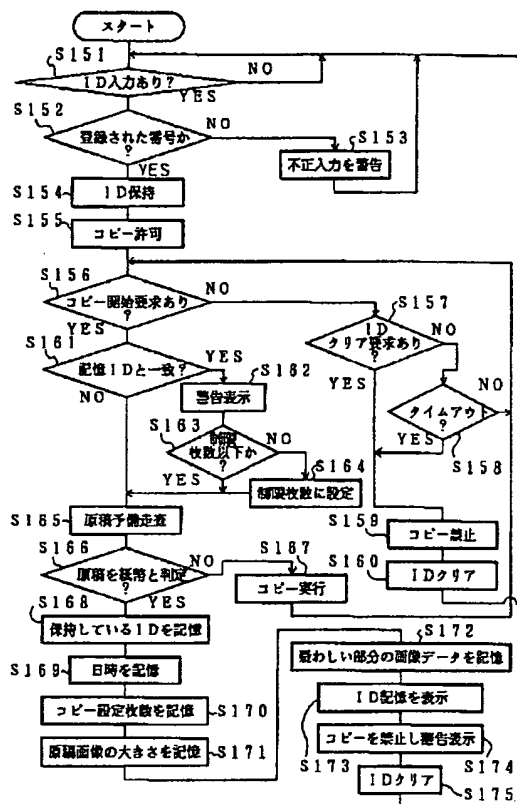 スタート
S151
ID入力あり?
NO
YES
S152
登録された番号か
?
NO
YES
S153
不正入力を警告
S154
ID保持
S155
コピー許可
S156
コピー開始要求あり
?
NO
YES
S157
ID
クリア要求あり
?
NO
YES
S161
記憶IDと一致?
YES
NO
S162
警告表示
タイムアウト
?
NO
YES
S158
S163
制限
枚数以下か
?
NO
YES
S164
制限枚数に設定
S159
コピー禁止
S160
IDクリア
S165
原稿予備走査
S166
原稿を紙幣と判定
?
NO
YES
S167
コピー実行
S168
保持しているIDを記憶
S169
日時を記憶
コピー設定枚数を記憶
S170
原稿画像の大きさを記憶
S171
S172
疑わしい部分の画像データを記憶
ID記憶を表示
S173
コピーを禁止し警告表示
S174
IDクリア
S175